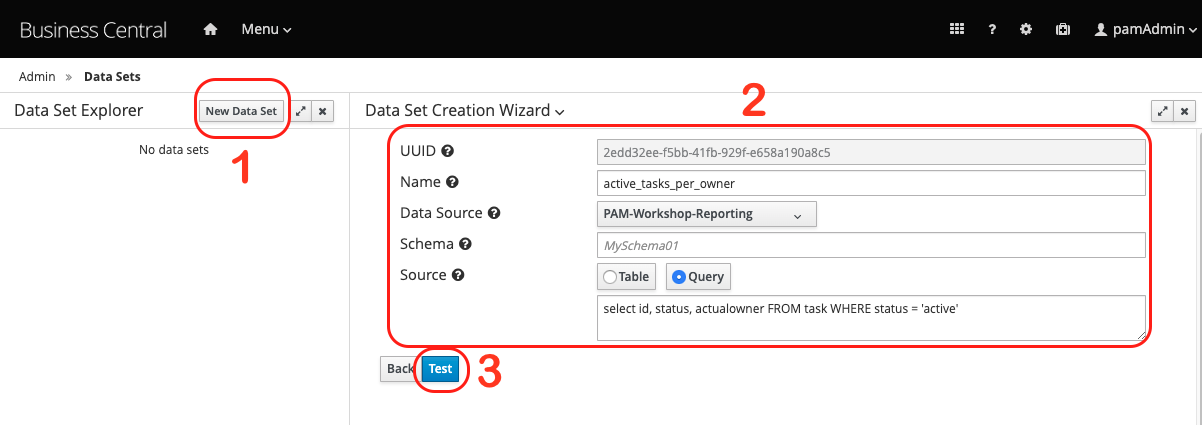 Business Central Menu ? pamAdmin
Admin » Data Sets
Data Set Explorer New Data Set Data Set Creation Wizard 2
No data sets
1
UUID ? 2edd32ee-f5bb-41fb-929f-e658a190a8c5
Name ? active_tasks_per_owner
Data Source ? PAM-Workshop-Reporting
Schema ? MySchema01
Source ? Table Query
select id, status, actualowner FROM task WHERE status = 'active'
Back Test 3